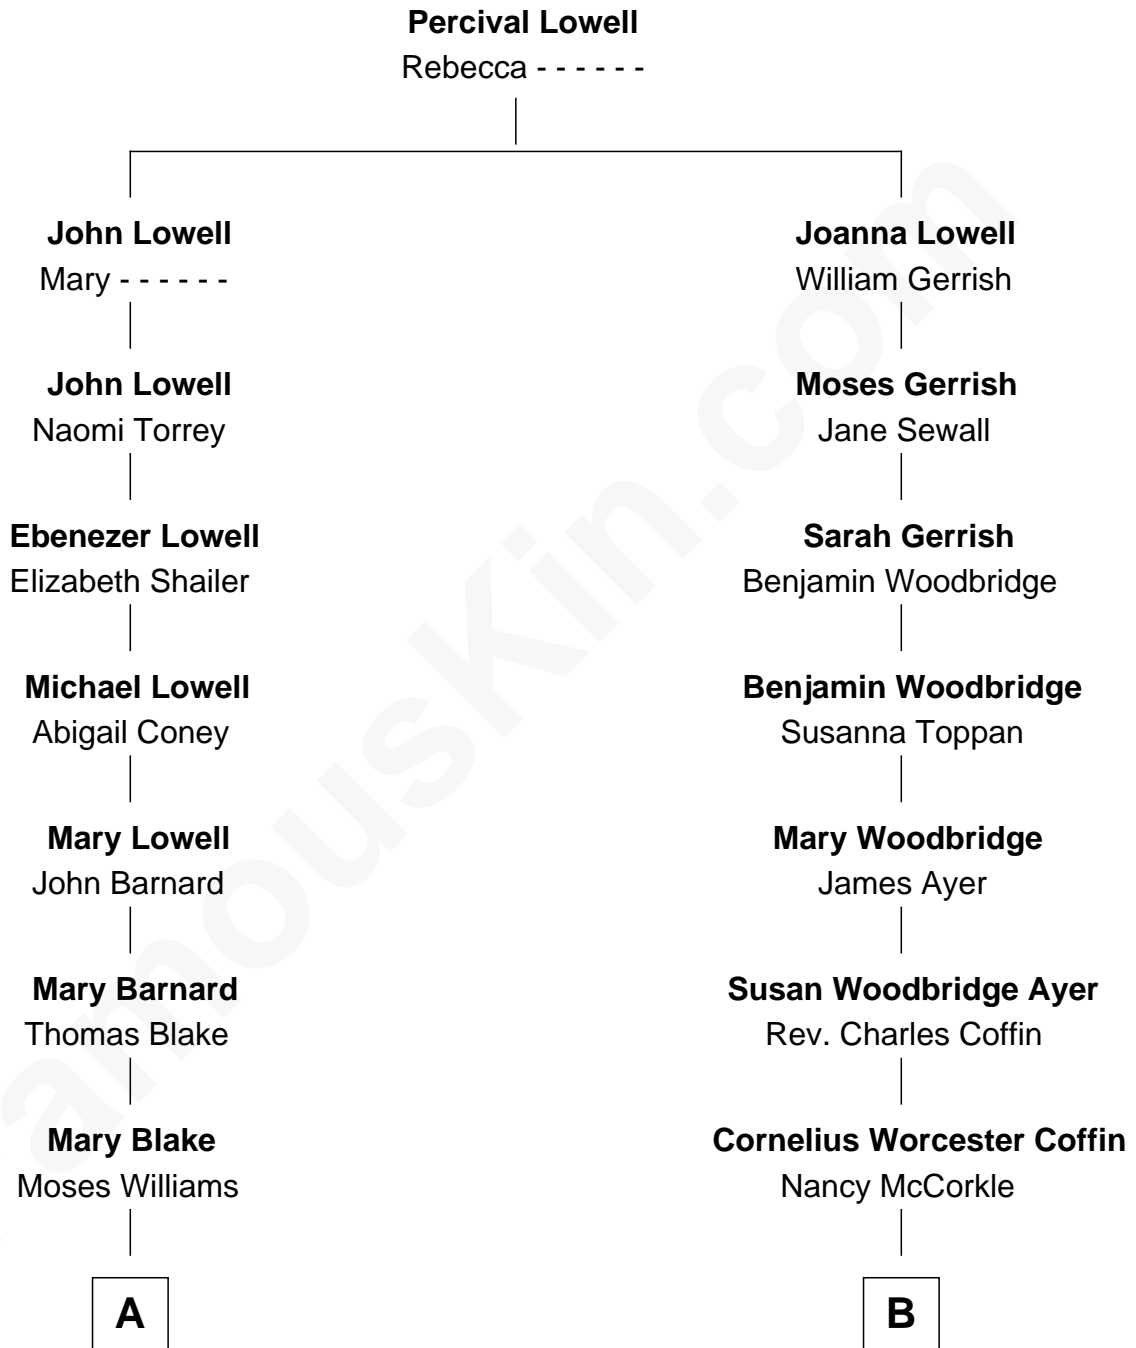 Percival Lowell
Rebecca - - - - - -
John Lowell
Mary - - - - - -
Joanna Lowell
William Gerrish
John Lowell
Naomi Torrey
Moses Gerrish
Jane Sewall
Ebenezer Lowell
Elizabeth Shailer
Sarah Gerrish
Benjamin Woodbridge
Michael Lowell
Abigail Coney
Benjamin Woodbridge
Susanna Toppan
Mary Lowell
John Barnard
Mary Woodbridge
James Ayer
Mary Barnard
Thomas Blake
Susan Woodbridge Ayer
Rev. Charles Coffin
Mary Blake
Moses Williams
Cornelius Worcester Coffin
Nancy McCorkle
A
B
amousKin.com